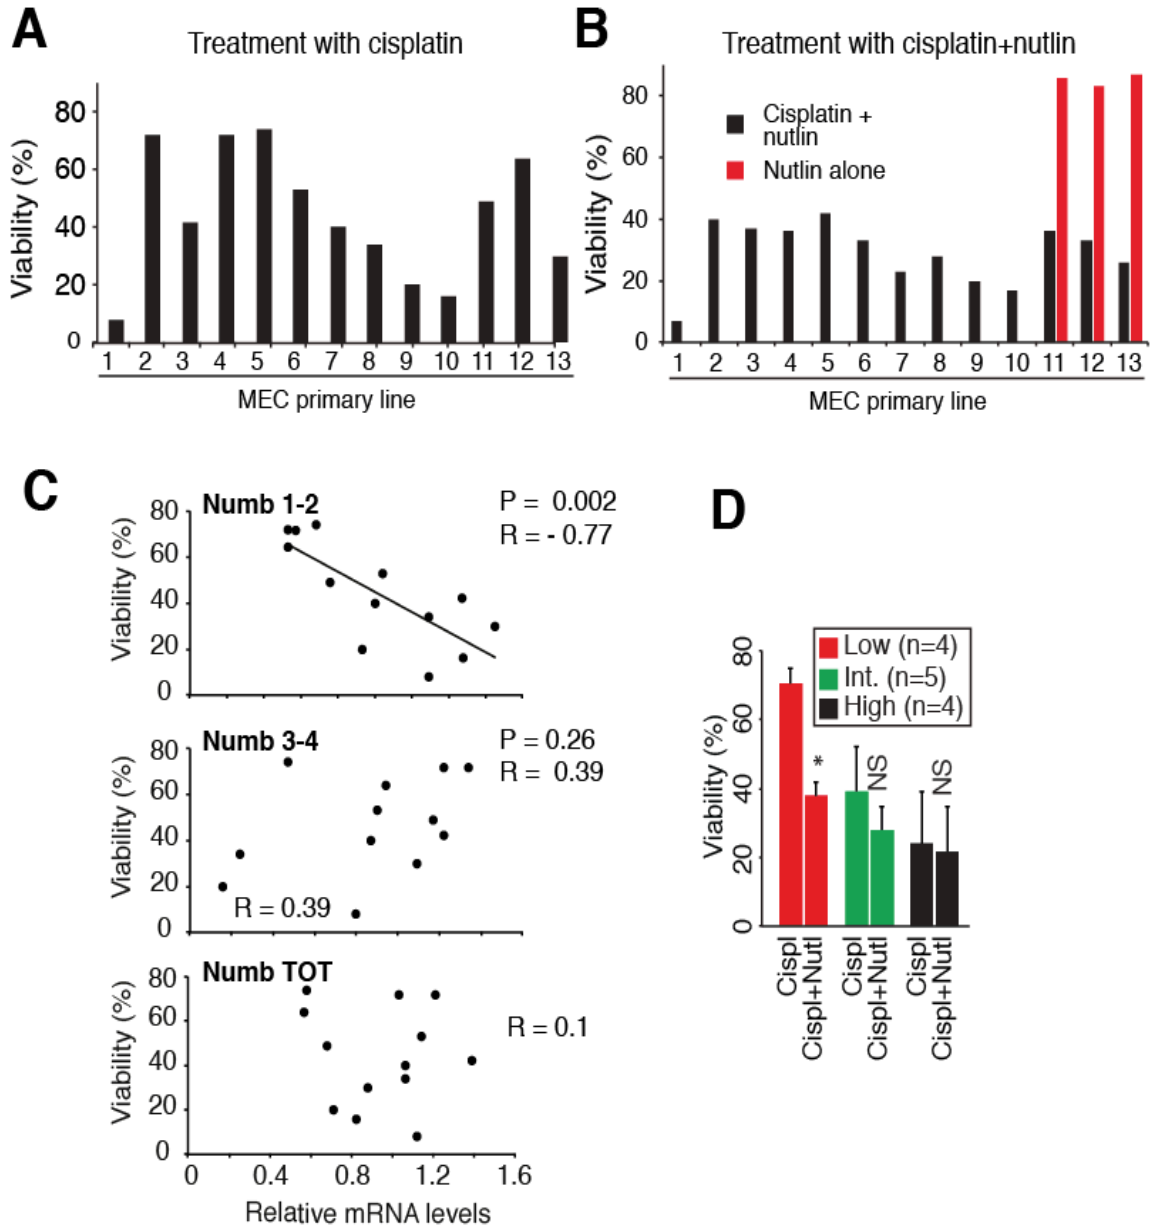 A
Treatment with cisplatin
Viability (%)
80
60
40
20
0
1 2 3 4 5 6 7 8 9 10 11 12 13
MEC primary line
B
Treatment with cisplatin+nutlin
Viability (%)
80
60
40
20
0
Cisplatin +
nutlin
Nutlin alone
1 2 3 4 5 6 7 8 9 10 11 12 13
MEC primary line
C
Numb 1-2
P = 0.002
R = - 0.77
Viability (%)
80
60
40
20
0
Numb 3-4
P = 0.26
R = 0.39
Viability (%)
80
60
40
20
0
R = 0.39
Numb TOT
R = 0.1
Viability (%)
80
60
40
20
0
0 0.4 0.8 1.2 1.6
Relative mRNA levels
D
Low (n=4)
Int. (n=5)
High (n=4)
Viability (%)
80
60
40
20
0
*
NS
NS
Cispl
Cispl+Nutl
Cispl
Cispl+Nutl
Cispl
Cispl+Nutl